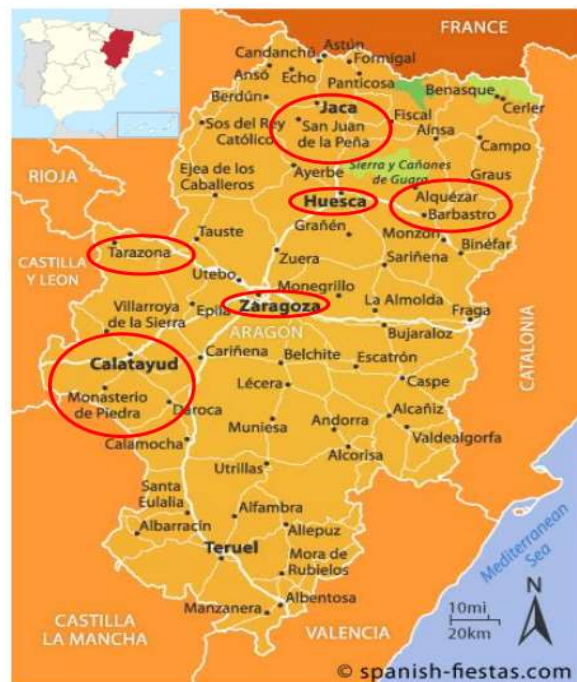 FRANCE
Astún
Candanchú
Formigal
Ansó
Echo
Panticosa
Benasque
Berdún
Jaca
Cerler
Sos del Rey
Católico
San Juan
de la Peña
Fiscal
Aínsa
Campo
Ayerbe
Sierra y Cañones
de Guara
Graus
Ejea de los
Caballeros
RIOJA
Huesca
Alquézar
Barbastro
Tauste
Grañén
Monzón
Tarazona
Binéfar
CASTILLA
Y LEON
Zuera
Sariñena
Utebo
Monegrillo
Villarroya
de la Sierra
Epila
Zaragoza
La Almolda
Fraga
ARAGÓN
Bujaraloz
CATALONIA
Calatayud
Cariñena
Belchite
Escatrón
Monasterio
de Piedra
Lécera
Caspe
Daroca
Alcañiz
Calamocha
Muniesa
Andorra
Valdealgorfa
Alcorisa
Utrillas
Santa
Eulalia
Alfambra
Albarracín
Allepuz
Teruel
Mora de
Rubielos
Mediterranean
Sea
Manzanera
Albentosa
N
10mi
20km
CASTILLA
LA MANCHA
VALENCIA
© spanish-fiestas.com